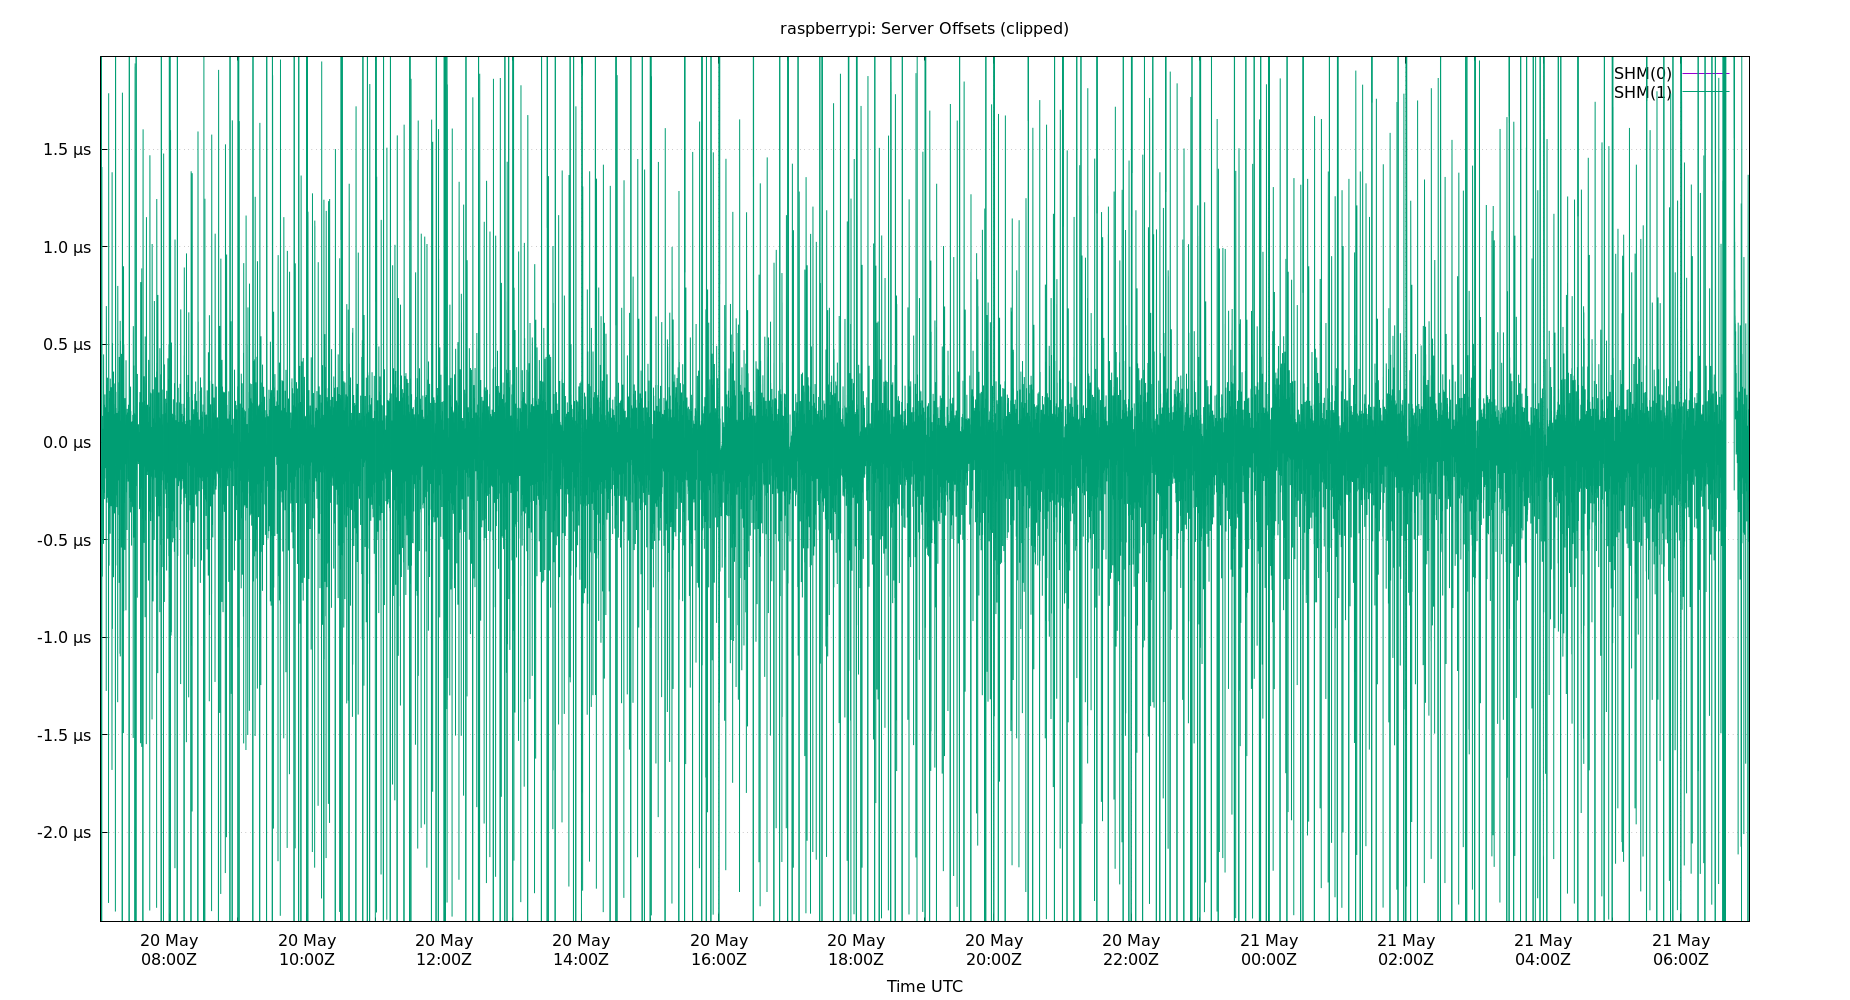 raspberrypi: Server Offsets (clipped)
SHM(0)
SHM(1)
1.5 µs
1.0 µs
0.5 µs
0.0 µs
-0.5 µs
-1.0 µs
-1.5 µs
-2.0 µs
20 May 20 May 20 May 20 May 20 May 20 May 20 May 20 May 21 May 21 May 21 May 21 May
08:00Z 10:00Z 12:00Z 14:00Z 16:00Z 18:00Z 20:00Z 22:00Z 00:00Z 02:00Z 04:00Z 06:00Z
Time UTC